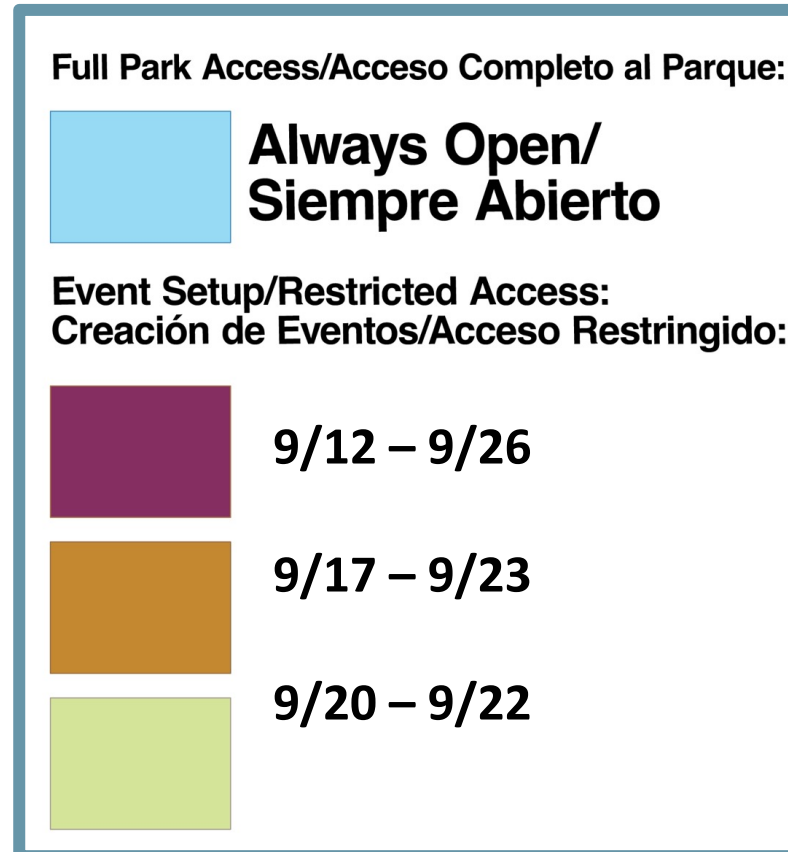 Full Park Access/Acceso Completo al Parque:
Always Open/
Siempre Abierto
Event Setup/Restricted Access:
Creación de Eventos/Acceso Restringido:
9/12 – 9/26
9/17 – 9/23
9/20 – 9/22